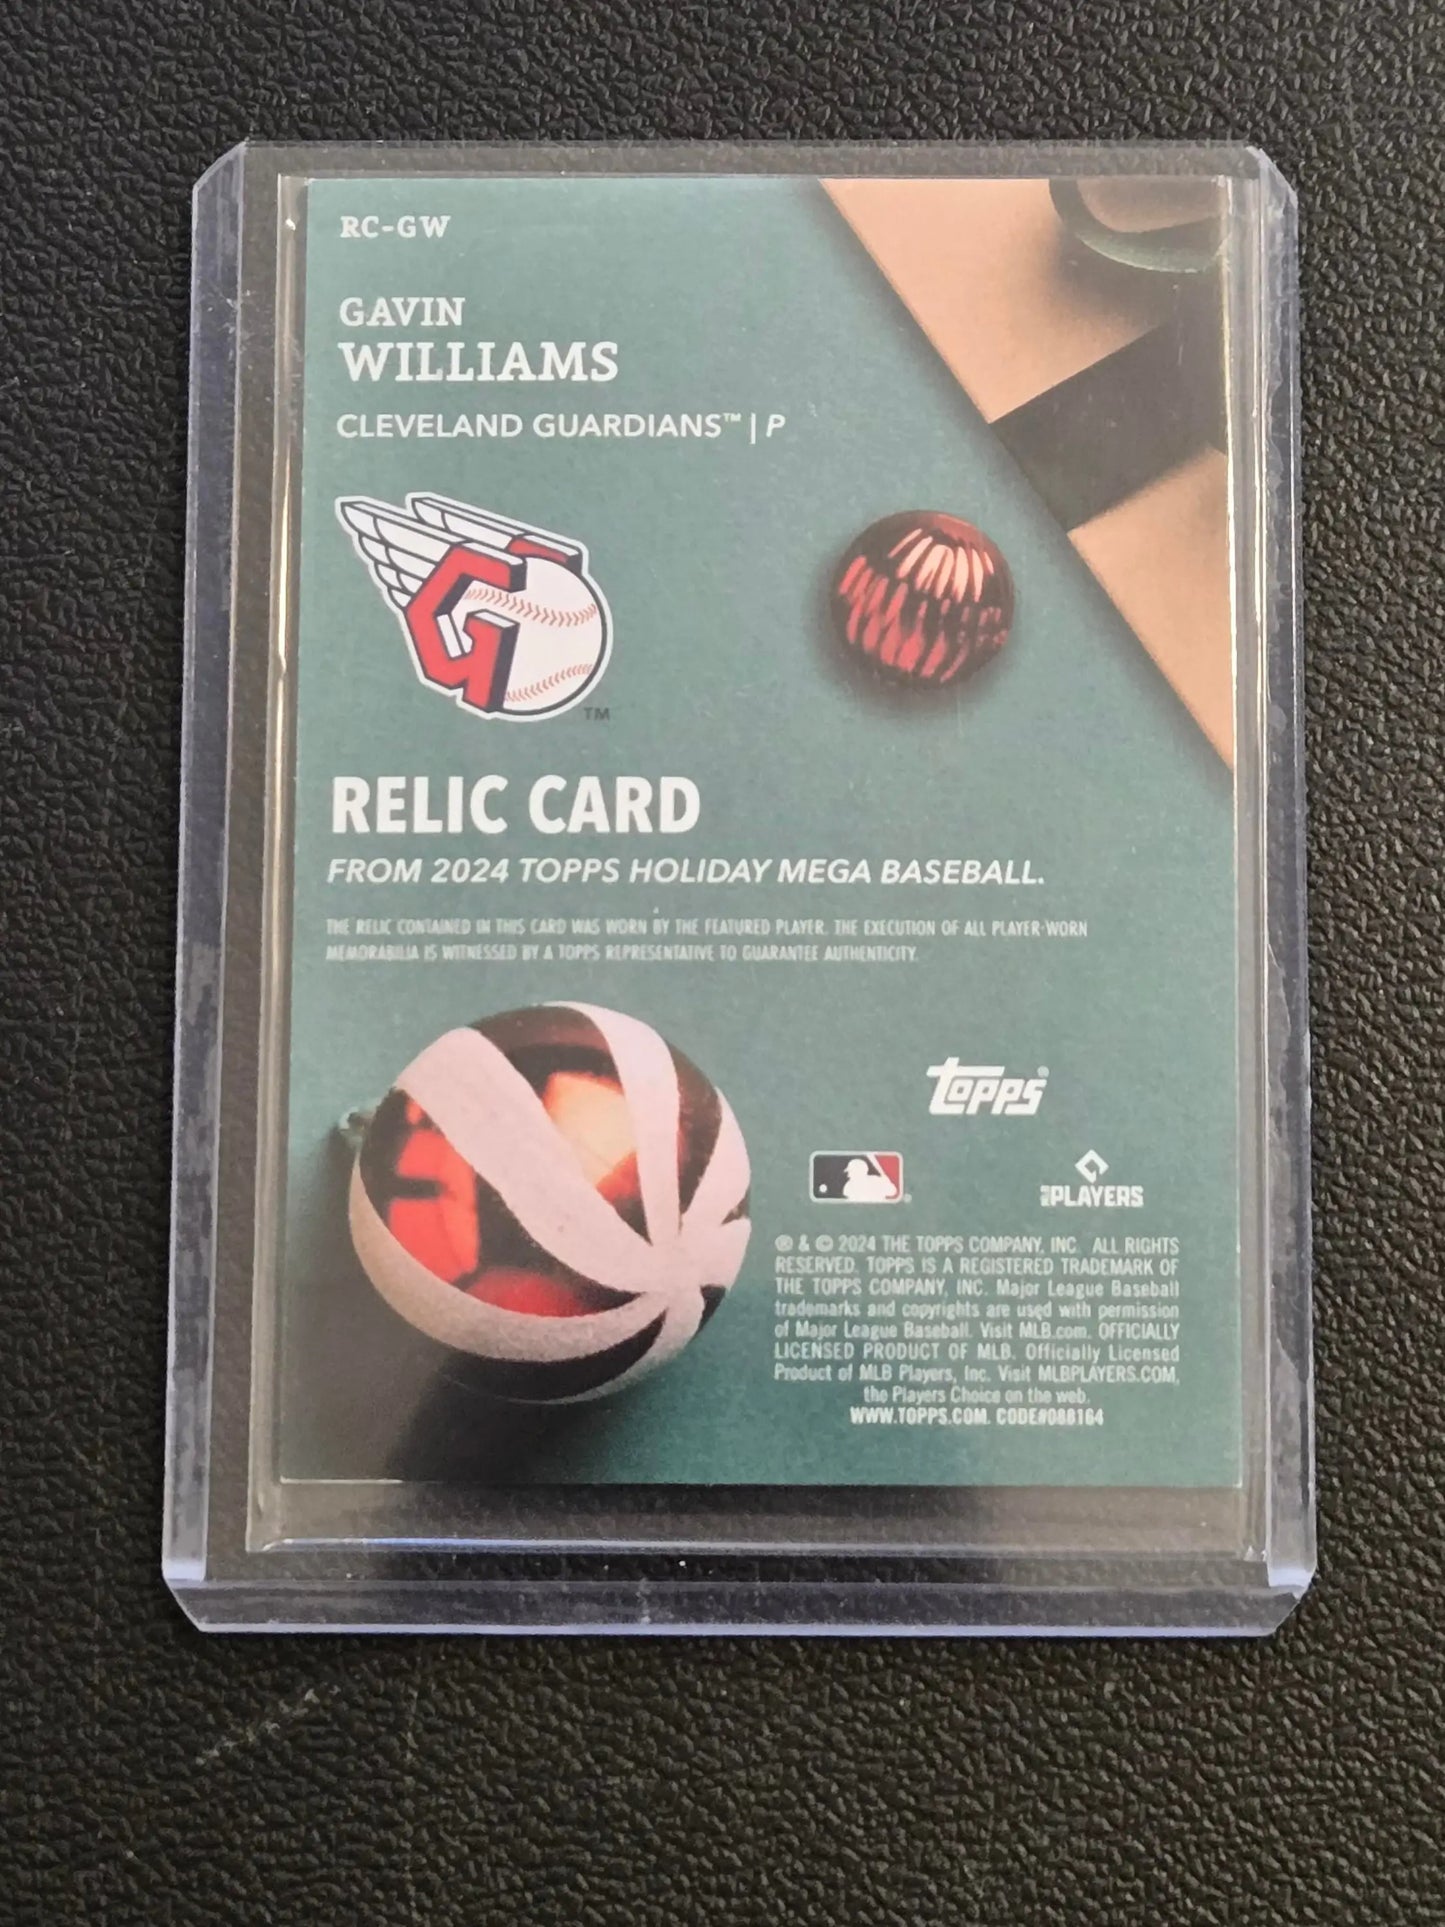 RC-GW
GAVIN
WILLIAMS
CLEVELAND GUARDIANS™ | P
TM
RELIC CARD
FROM 2024 TOPPS HOLIDAY MEGA BASEBALL.
THE RELIC CONTAINED IN THIS CARD WAS WORN BY THE FEATURED PLAYER. THE EXECUTION OF ALL PLAYER-WORN
MEMORABILIA IS WITNESSED BY A TOPPS REPRESENTATIVE TO GUARANTEE AUTHENTICITY.
TOPPS®
®
MLB PLAYERS
® & © 2024 THE TOPPS COMPANY, INC. ALL RIGHTS
RESERVED. TOPPS IS A REGISTERED TRADEMARK OF
THE TOPPS COMPANY, INC. Major League Baseball
trademarks and copyrights are used with permission
of Major League Baseball. Visit MLB.com. OFFICIALLY
LICENSED PRODUCT OF MLB. Officially Licensed
Product of MLB Players, Inc. Visit MLBPLAYERS.COM,
the Players Choice on the web.
WWW.TOPPS.COM. CODE#088164